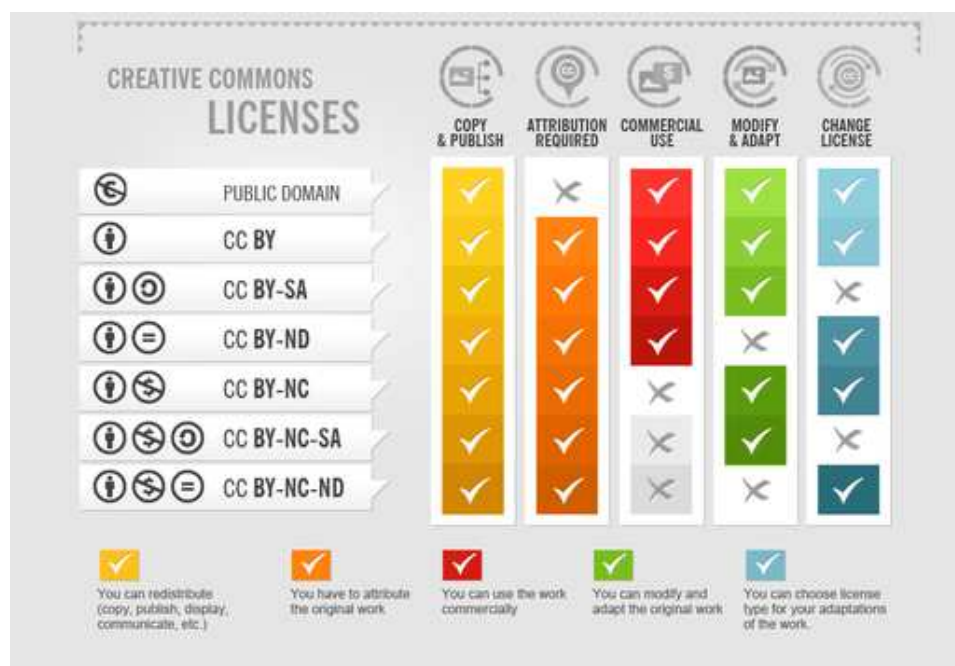 CREATIVE COMMONS
LICENSES
COPY
& PUBLISH
ATTRIBUTION
REQUIRED
COMMERCIAL
USE
MODIFY
& ADAPT
CHANGE
LICENSE
PUBLIC DOMAIN
CC BY
CC BY-SA
CC BY-ND
CC BY-NC
CC BY-NC-SA
CC BY-NC-ND
You can redistribute
(copy, publish, display,
communicate, etc.)
You have to attribute
the original work
You can use the work
commercially
You can modify and
adapt the original work
You can choose license
type for your adaptations
of the work.